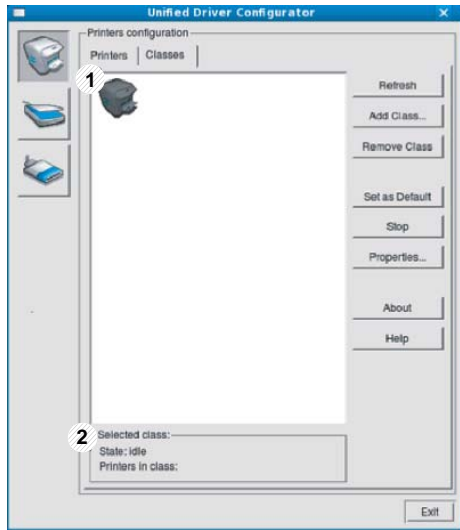 Unified Driver Configurator
Printers configuration
Printers
Classes
1
Refresh
Add Class...
Remove Class
Set as Default
Stop
Properties...
About
Help
2
Selected class:
State: idle
Printers in class:
Exit